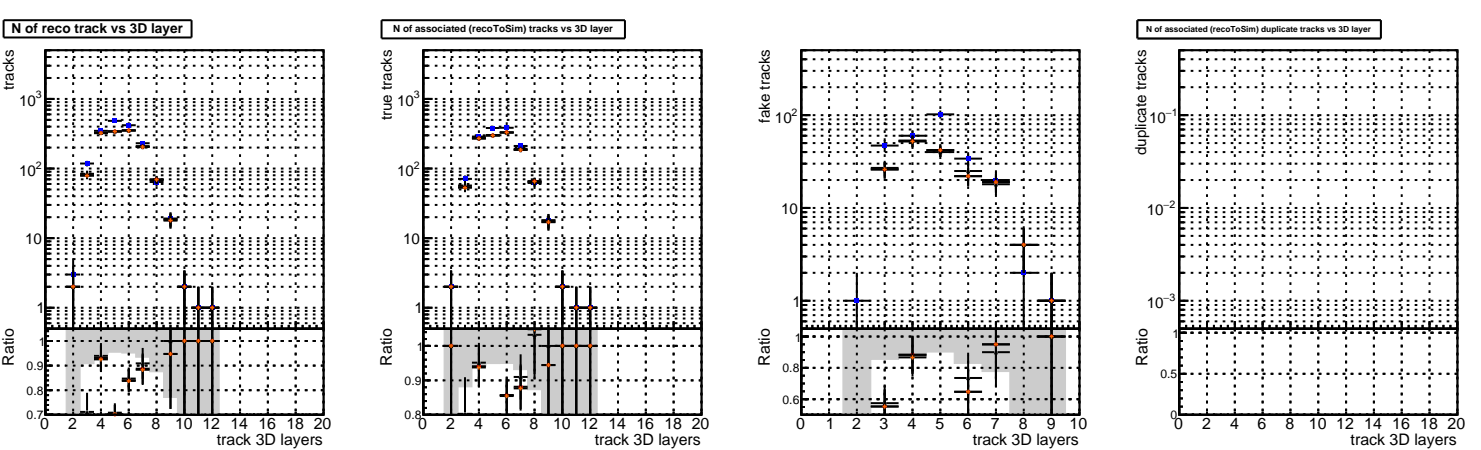 N of reco track vs 3D layer
tracks
10³
10²
10
1
Ratio
1
0.9
0.8
0.7
0 2 4 6 8 10 12 14 16 18 20
track 3D layers
N of associated (recoToSim) tracks vs 3D layer
true tracks
10³
10²
10
1
Ratio
1
0.9
0.8
0 2 4 6 8 10 12 14 16 18 20
track 3D layers
fake tracks
10²
10
1
Ratio
1
0.8
0.6
0 1 2 3 4 5 6 7 8 9 10
track 3D layers
N of associated (recoToSim) duplicate tracks vs 3D layer
duplicate tracks
10⁻¹
10⁻²
10⁻³
Ratio
1
0.5
0
0 2 4 6 8 10 12 14 16 18 20
track 3D layers